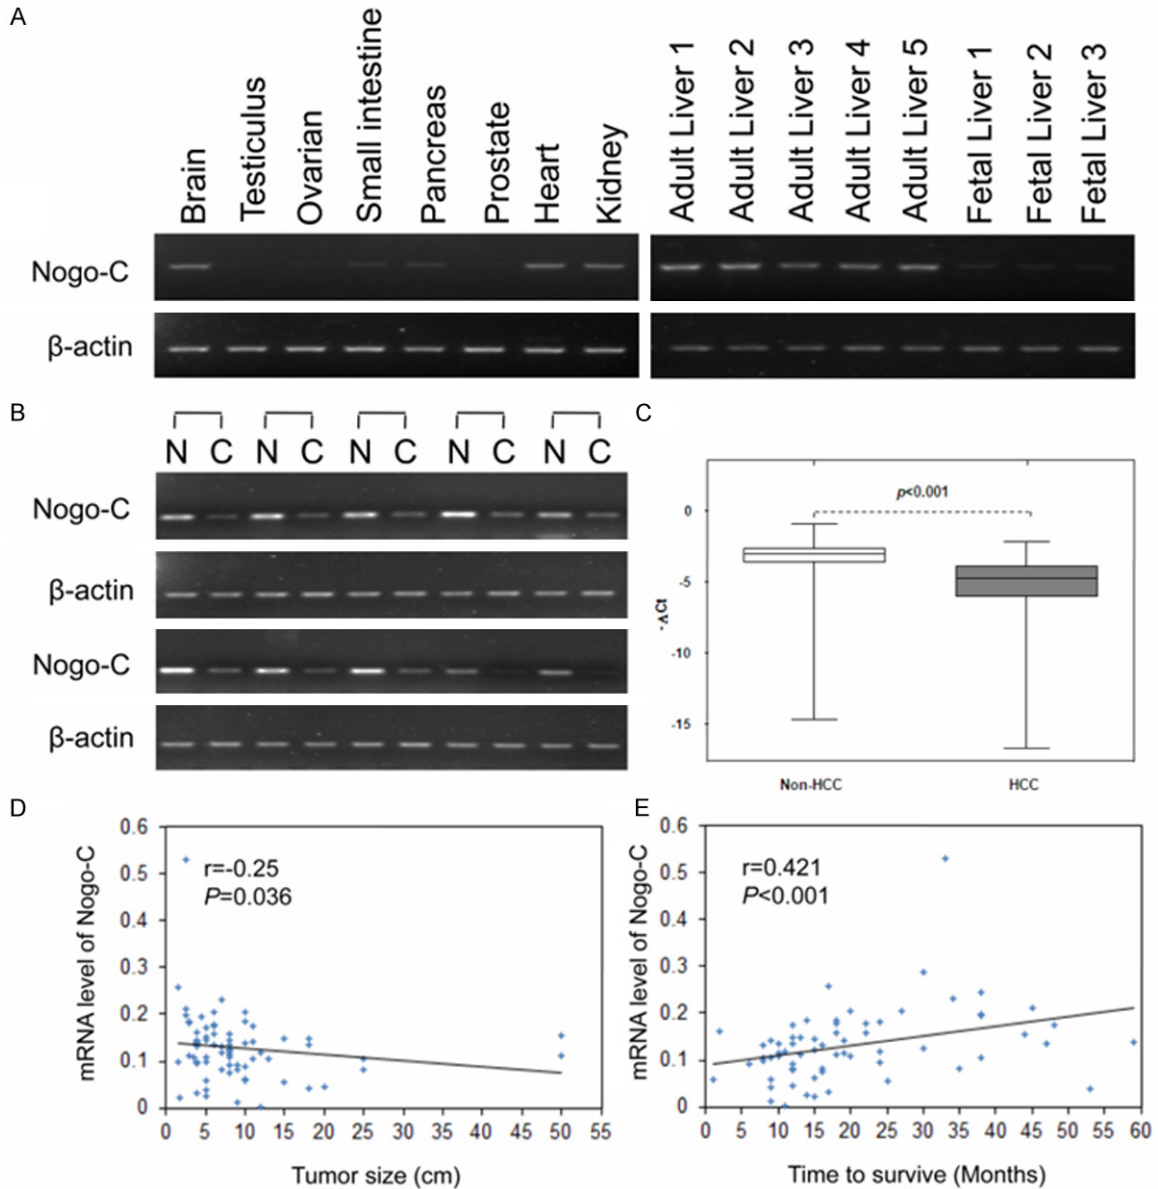 A
Brain
Testiculus
Ovarian
Small intestine
Pancreas
Prostate
Heart
Kidney
Adult Liver 1
Adult Liver 2
Adult Liver 3
Adult Liver 4
Adult Liver 5
Fetal Liver 1
Fetal Liver 2
Fetal Liver 3
Nogo-C
β-actin
B
N C N C N C N C N C
Nogo-C
β-actin
Nogo-C
β-actin
C
p<0.001
0
-5
-10
-15
-ΔCt
Non-HCC HCC
D
mRNA level of Nogo-C
0.6
0.5
0.4
0.3
0.2
0.1
0
r=-0.25
P=0.036
0 5 10 15 20 25 30 35 40 45 50 55
Tumor size (cm)
E
mRNA level of Nogo-C
0.6
0.5
0.4
0.3
0.2
0.1
0
r=0.421
P<0.001
0 5 10 15 20 25 30 35 40 45 50 55 60
Time to survive (Months)